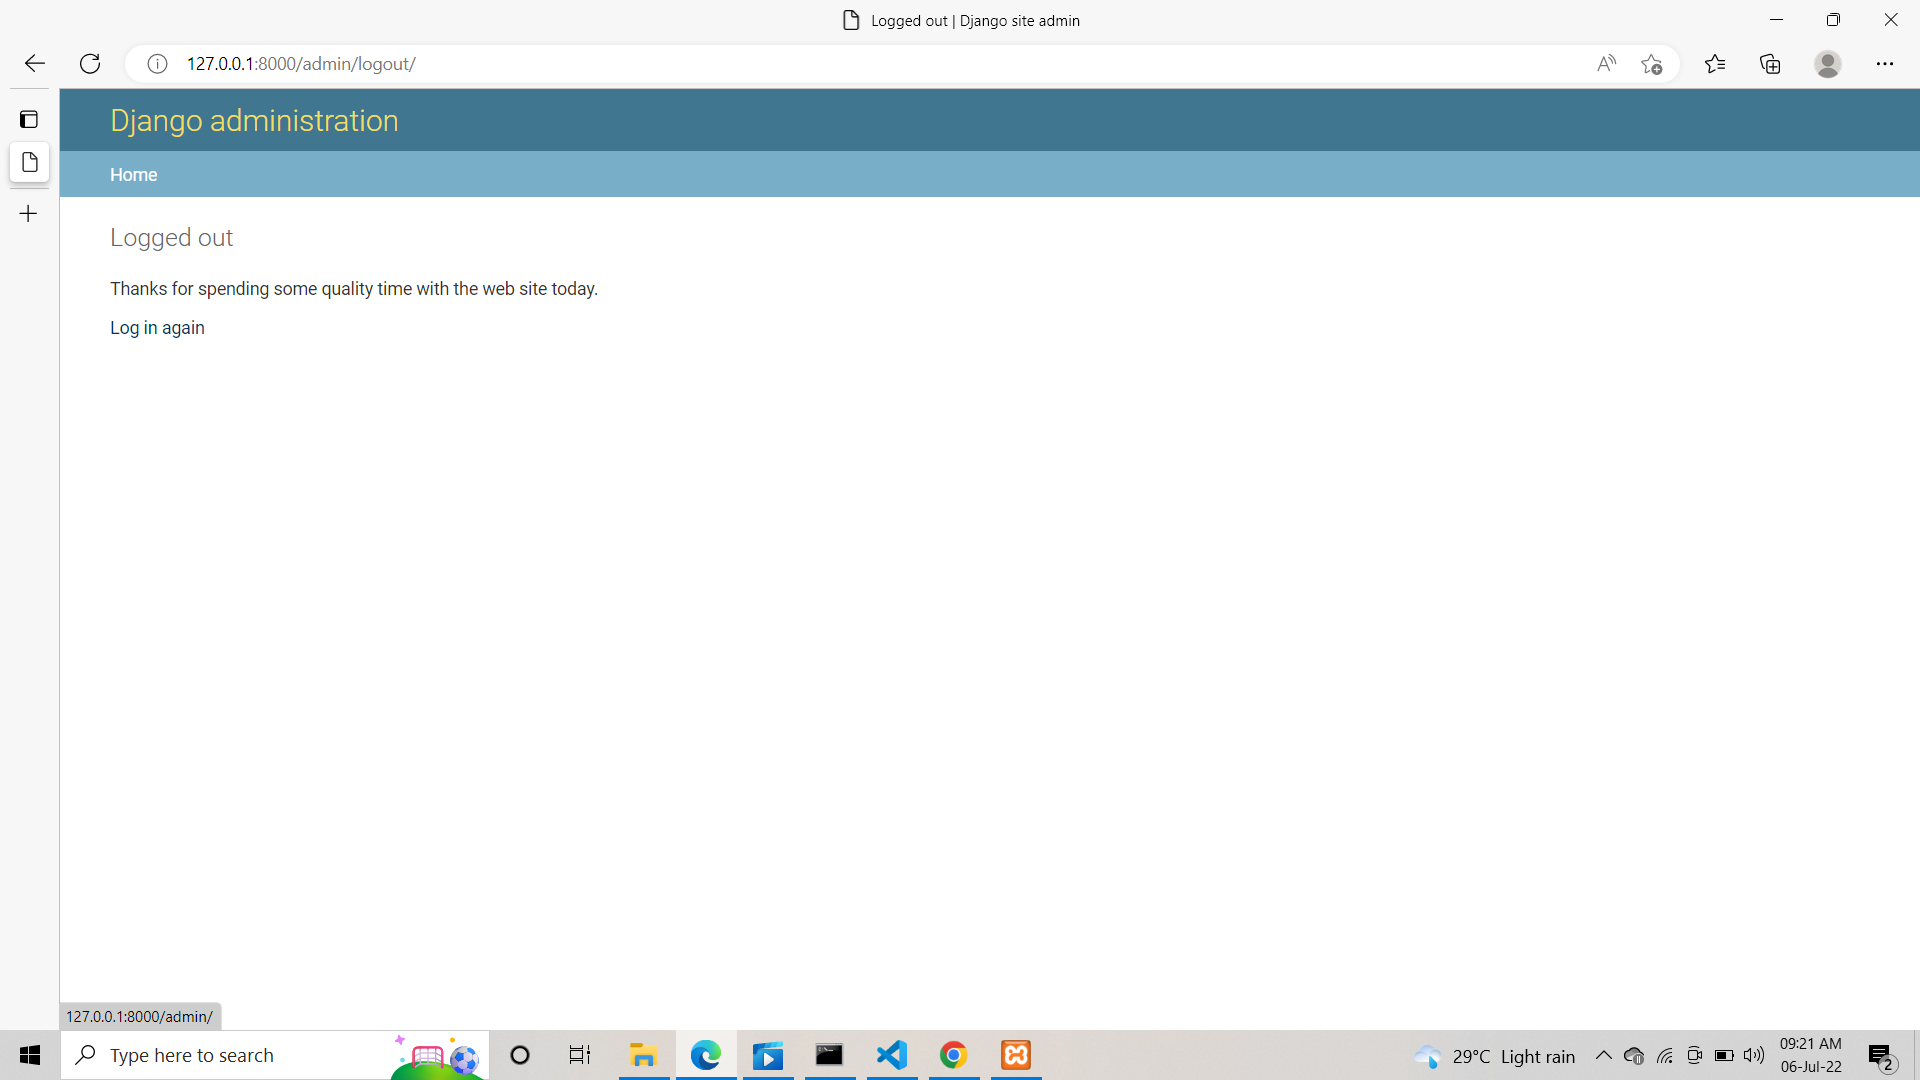 Logged out | Django site admin
127.0.0.1:8000/admin/logout/
Django administration
Home
Logged out
Thanks for spending some quality time with the web site today.
Log in again
127.0.0.1:8000/admin/
Type here to search
29°C Light rain
09:21 AM
06-Jul-22
2